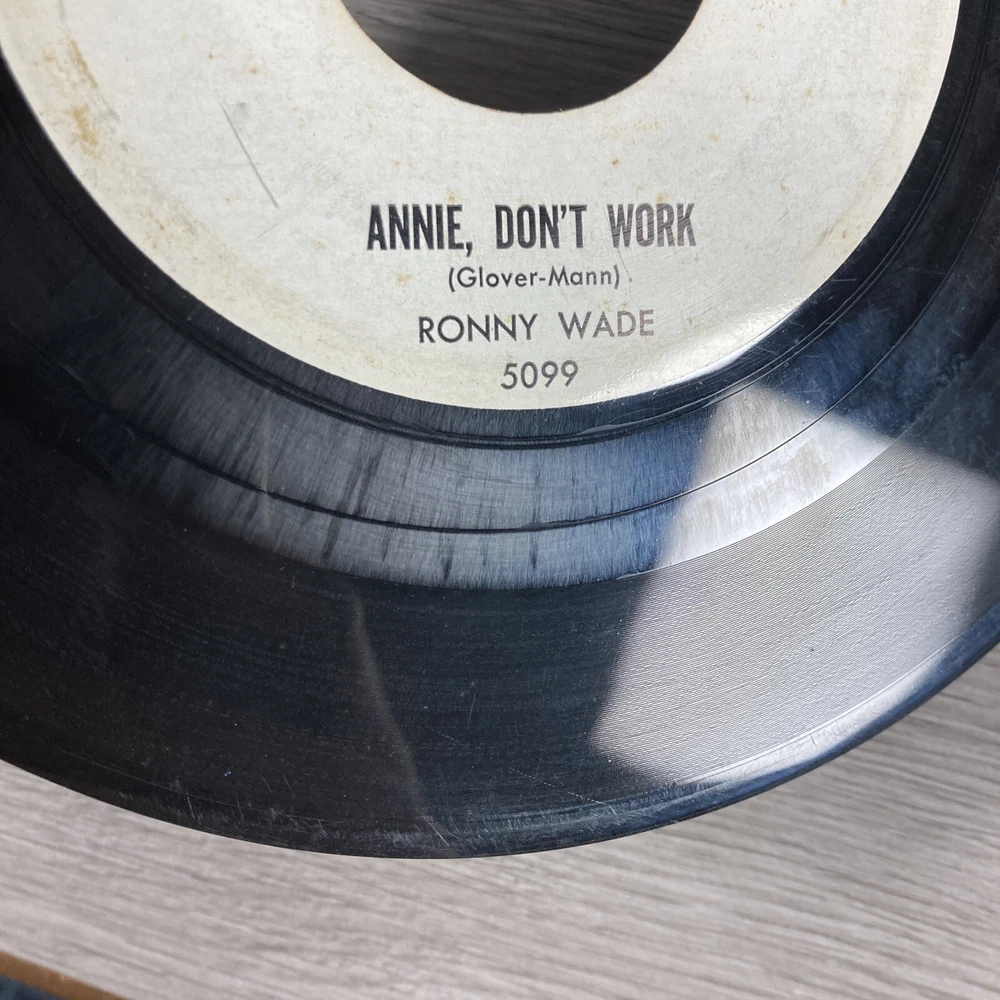 ANNIE, DON'T WORK
(Glover-Mann)
RONNY WADE
5099